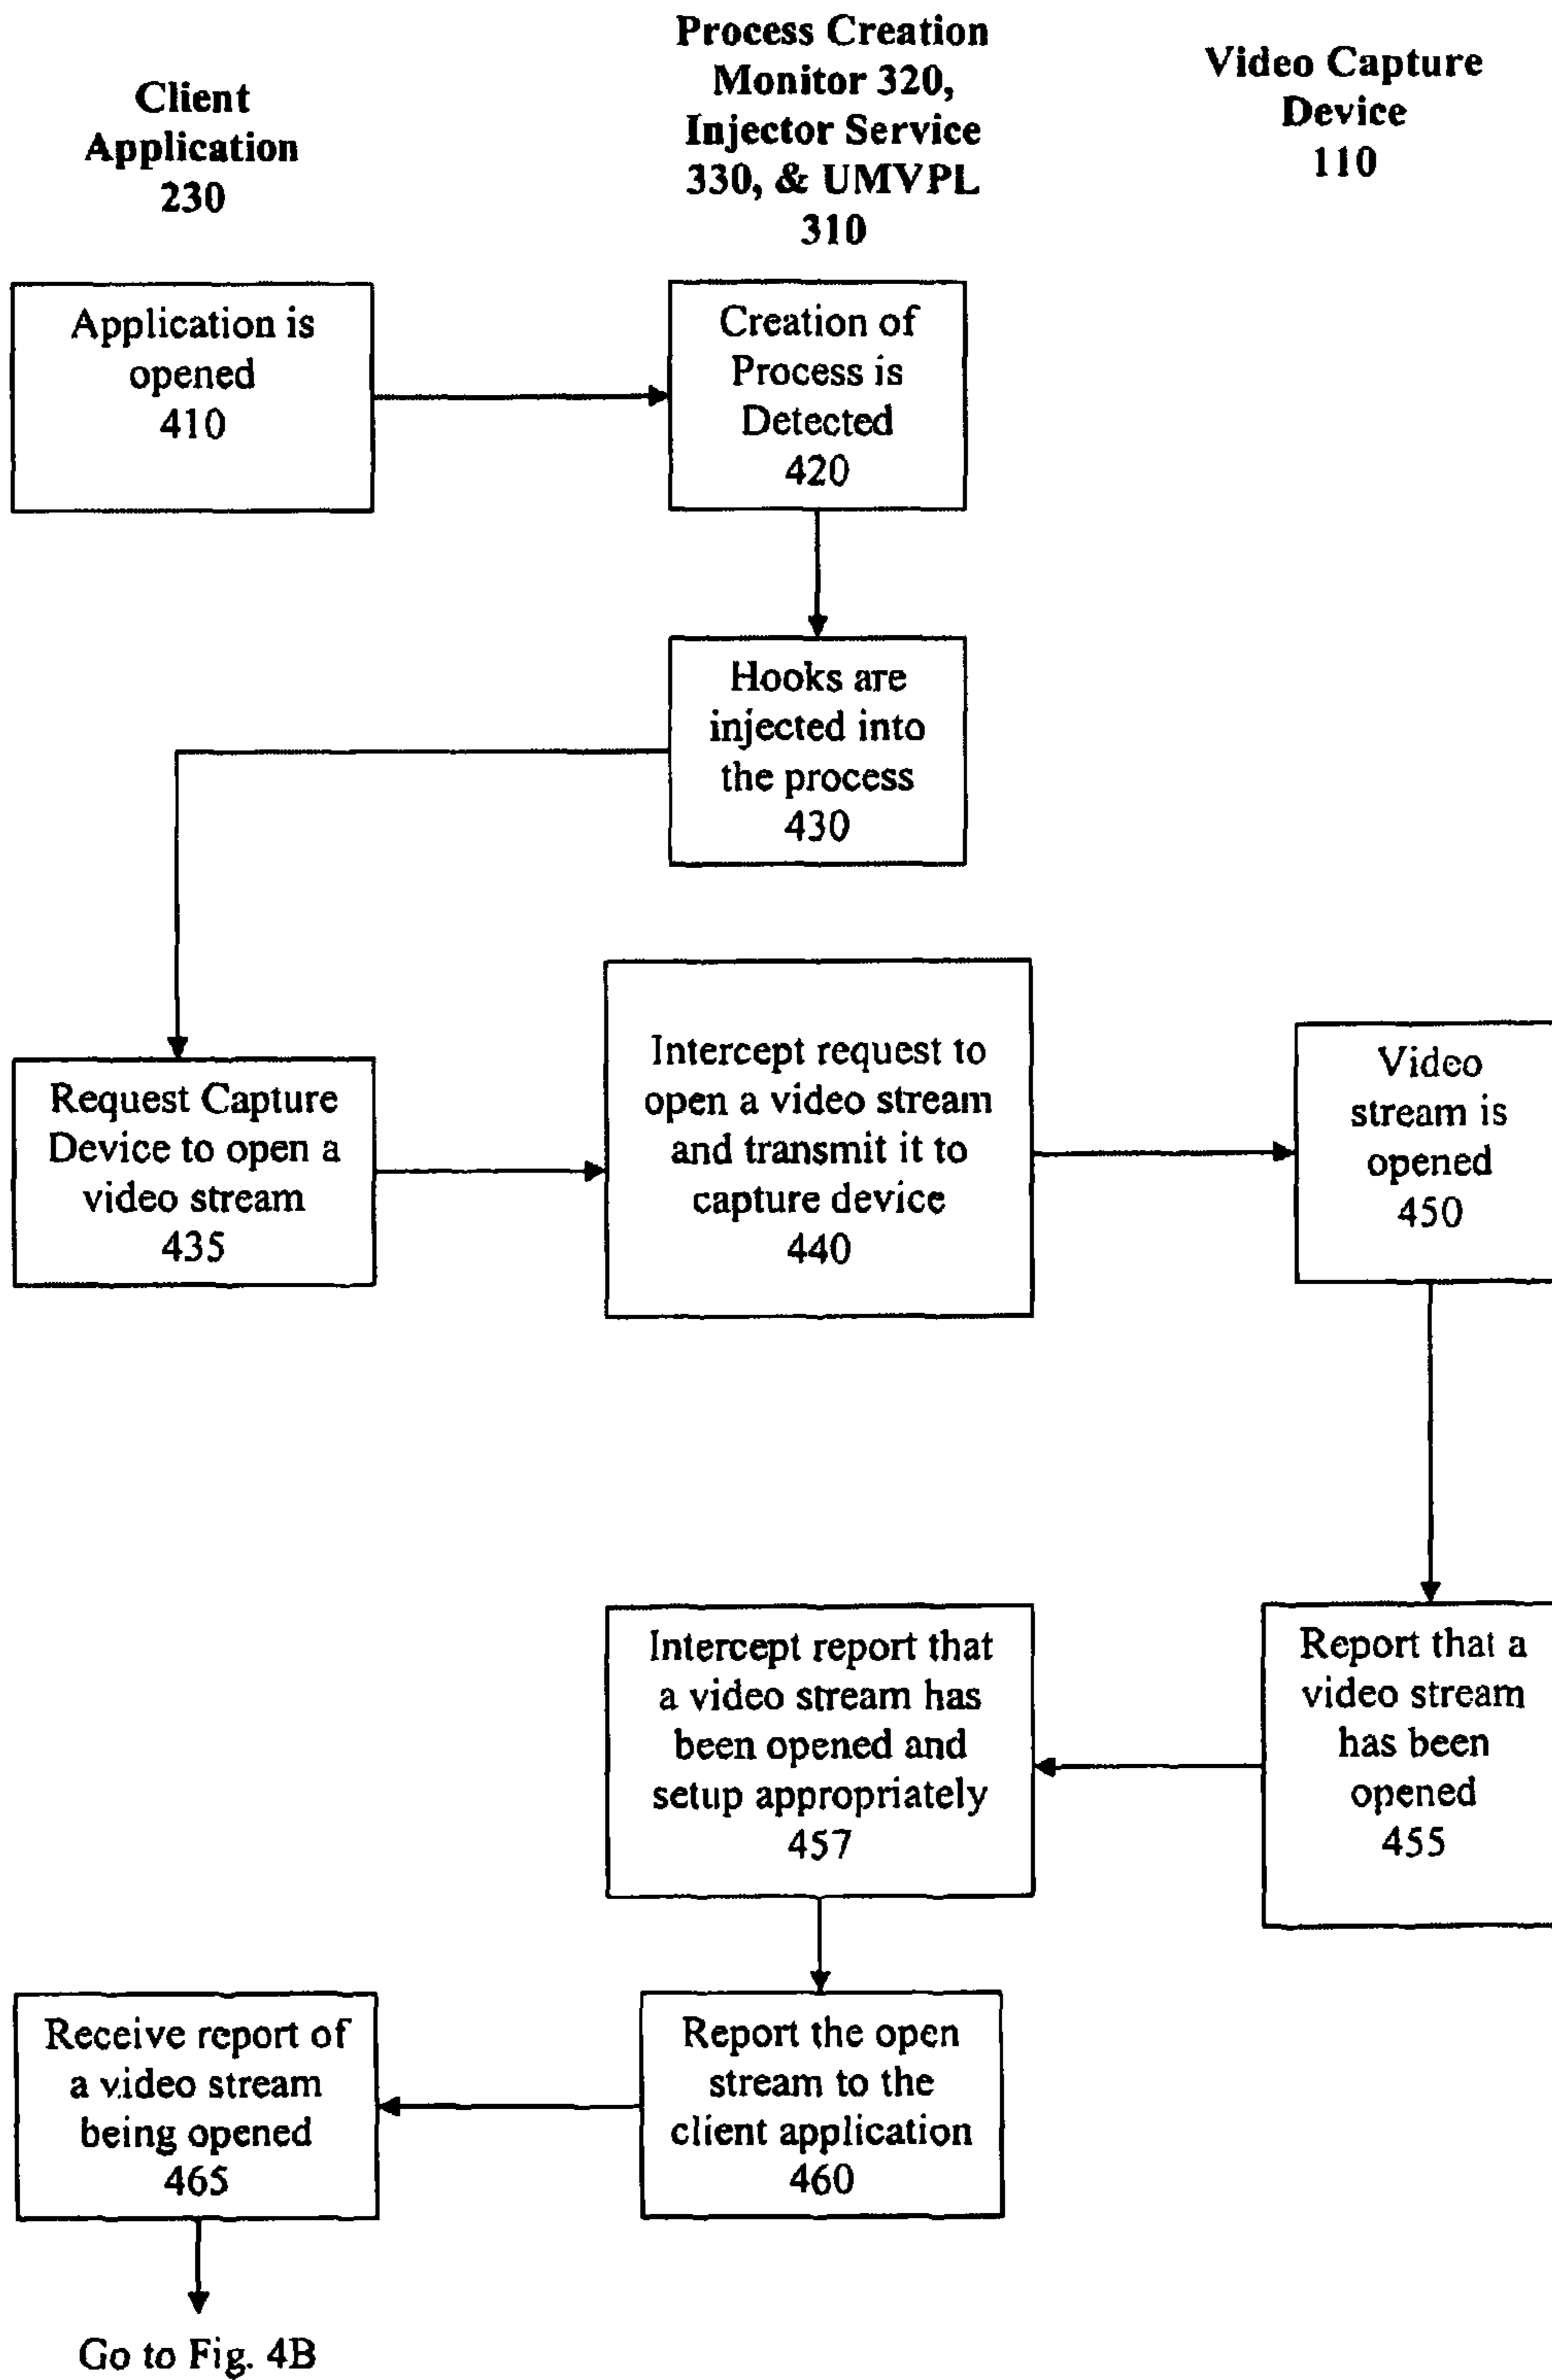 Client
Application
230
Process Creation
Monitor 320,
Injector Service
330, & UMVPL
310
Video Capture
Device
110
Application is
opened
410
Creation of
Process is
Detected
420
Hooks are
injected into
the process
430
Request Capture
Device to open a
video stream
435
Intercept request to
open a video stream
and transmit it to
capture device
440
Video
stream is
opened
450
Report that a
video stream
has been
opened
455
Intercept report that
a video stream has
been opened and
setup appropriately
457
Report the open
stream to the
client application
460
Receive report of
a video stream
being opened
465
Go to Fig. 4B